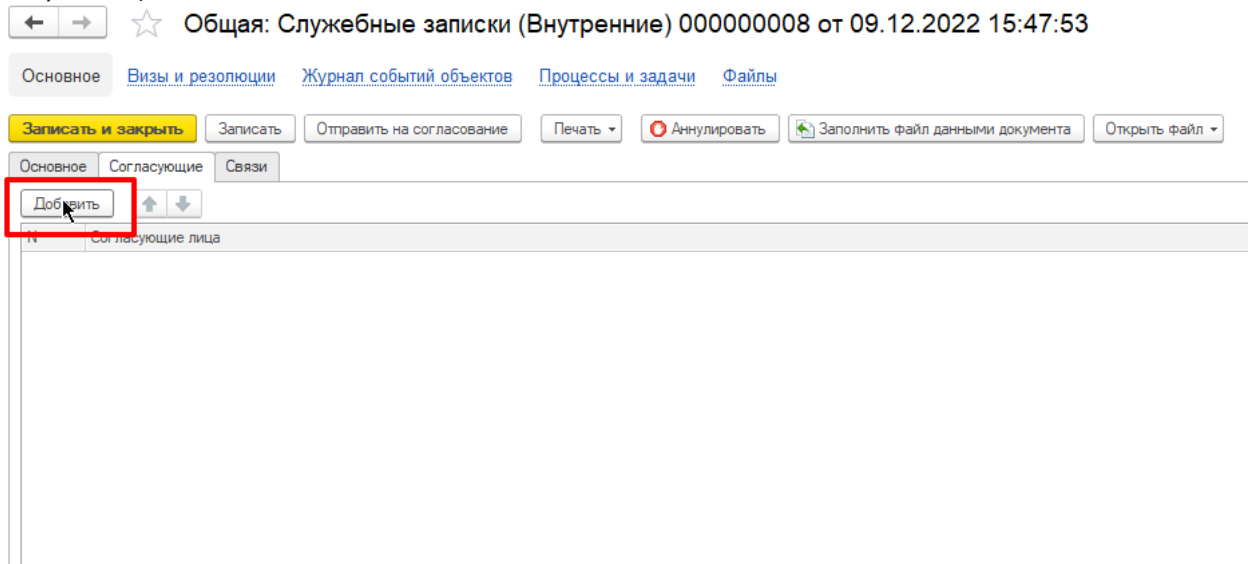 Общая: Служебные записки (Внутренние) 000000008 от 09.12.2022 15:47:53
Основное Визы и резолюции Журнал событий объектов Процессы и задачи Файлы
Записать и закрыть Записать Отправить на согласование Печать Аннулировать Заполнить файл данными документа Открыть файл
Основное Согласующие Связи
Добавить
N Согласующие лица